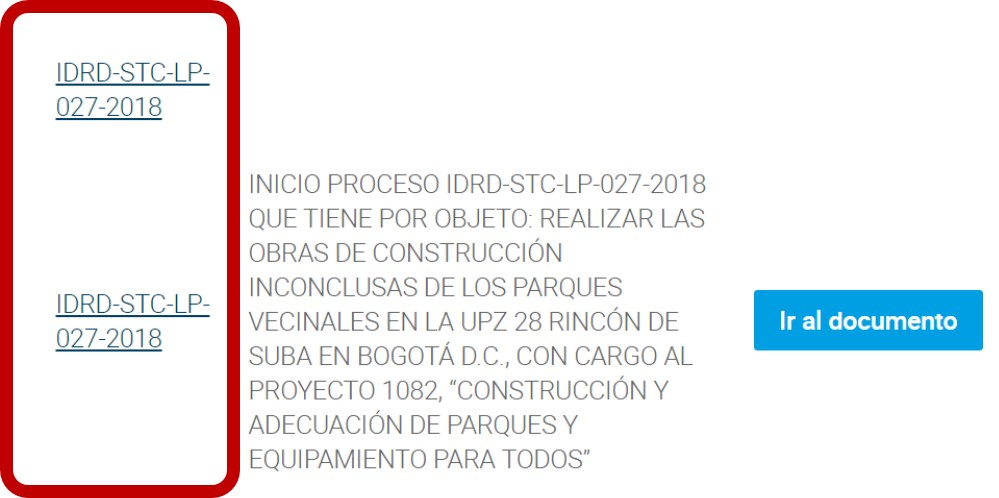 IDRD-STC-LP-
027-2018
INICIO PROCESO IDRD-STC-LP-027-2018
QUE TIENE POR OBJETO: REALIZAR LAS
OBRAS DE CONSTRUCCIÓN
INCONCLUSAS DE LOS PARQUES
VECINALES EN LA UPZ 28 RINCÓN DE
SUBA EN BOGOTÁ D.C., CON CARGO AL
PROYECTO 1082, “CONSTRUCCIÓN Y
ADECUACIÓN DE PARQUES Y
EQUIPAMIENTO PARA TODOS”
IDRD-STC-LP-
027-2018
Ir al documento